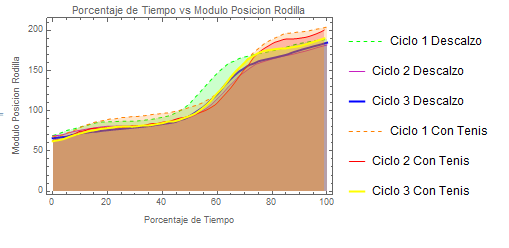 Porcentaje de Tiempo vs Modulo Posicion Rodilla
Modulo Posicion Rodilla
200
150
100
50
0
0 20 40 60 80 100
Porcentaje de Tiempo
Ciclo 1 Descalzo
Ciclo 2 Descalzo
Ciclo 3 Descalzo
Ciclo 1 Con Tenis
Ciclo 2 Con Tenis
Ciclo 3 Con Tenis